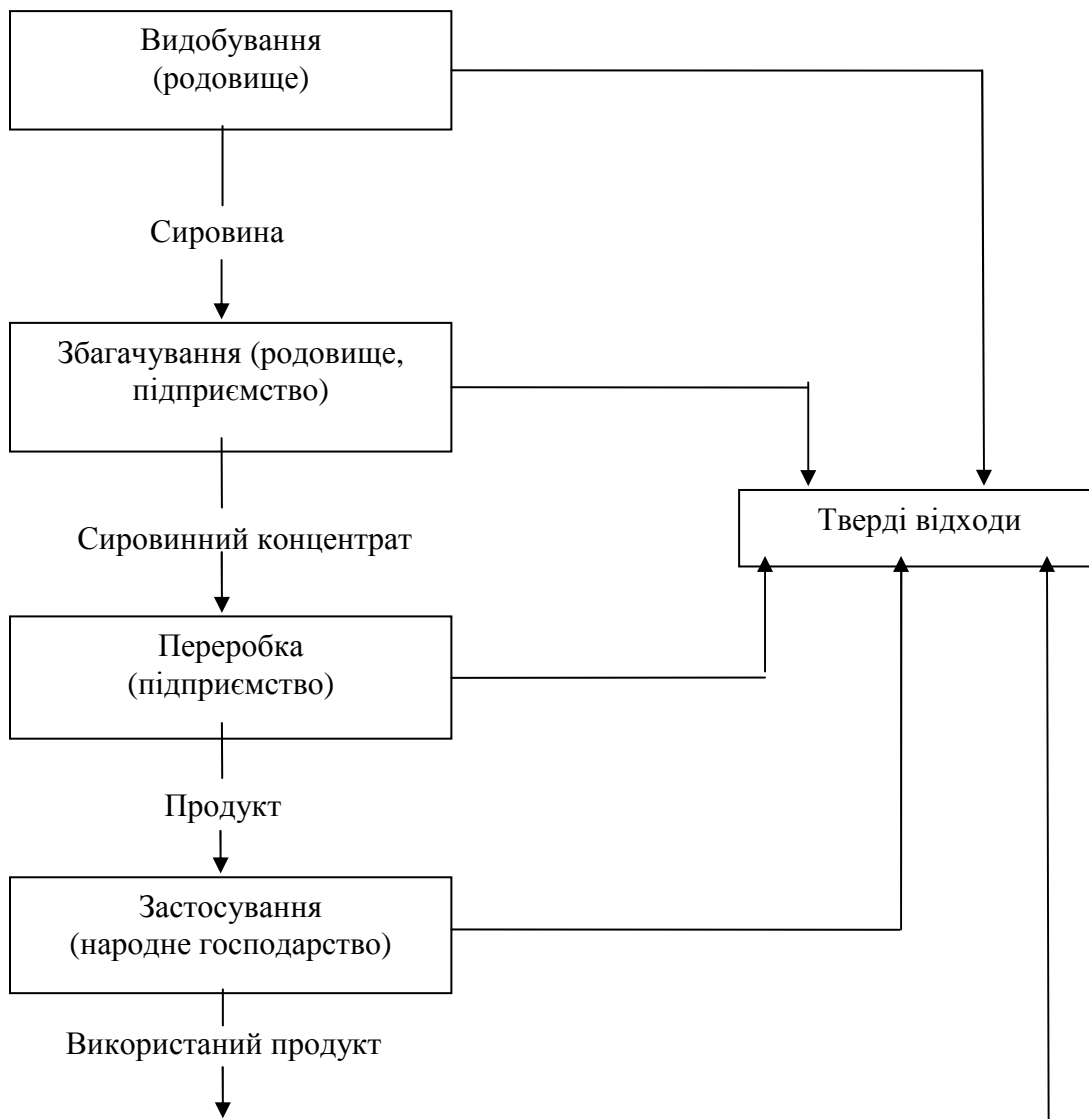 Видобування
(родовище)
Сировина
Збагачування (родовище,
підприємство)
Тверді відходи
Сировинний концентрат
Переробка
(підприємство)
Продукт
Застосування
(народне господарство)
Використаний продукт